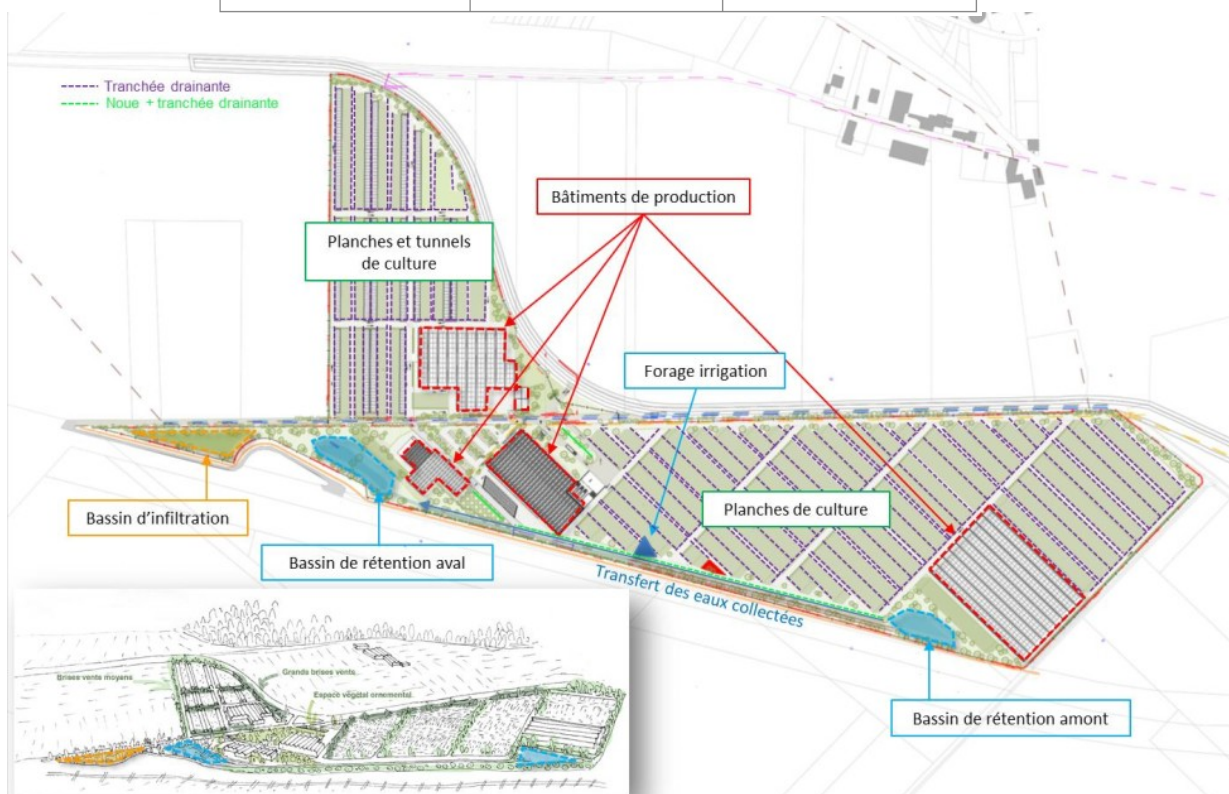 Tranchée drainante
Noue + tranchée drainante
Bâtiments de production
Planches et tunnels
de culture
Forage irrigation
Bassin d'infiltration
Planches de culture
Bassin de rétention aval
Transfert des eaux collectées
Bassin de rétention amont
Brises vents moyens
Grands brises vents
Espace végétal ornemental